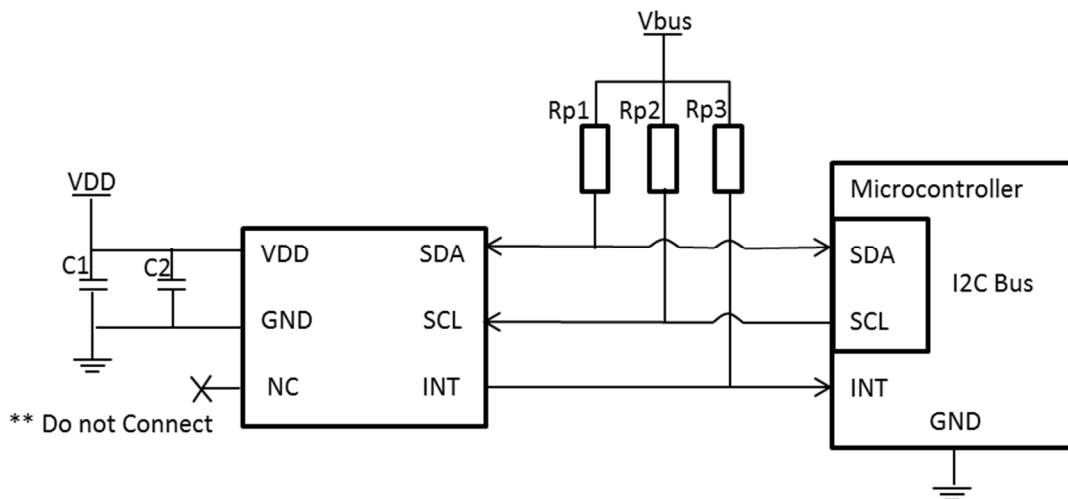 Vbus
Rp1
Rp2
Rp3
VDD
C1
C2
VDD
SDA
GND
SCL
NC
INT
** Do not Connect
Microcontroller
SDA
I2C Bus
SCL
INT
GND